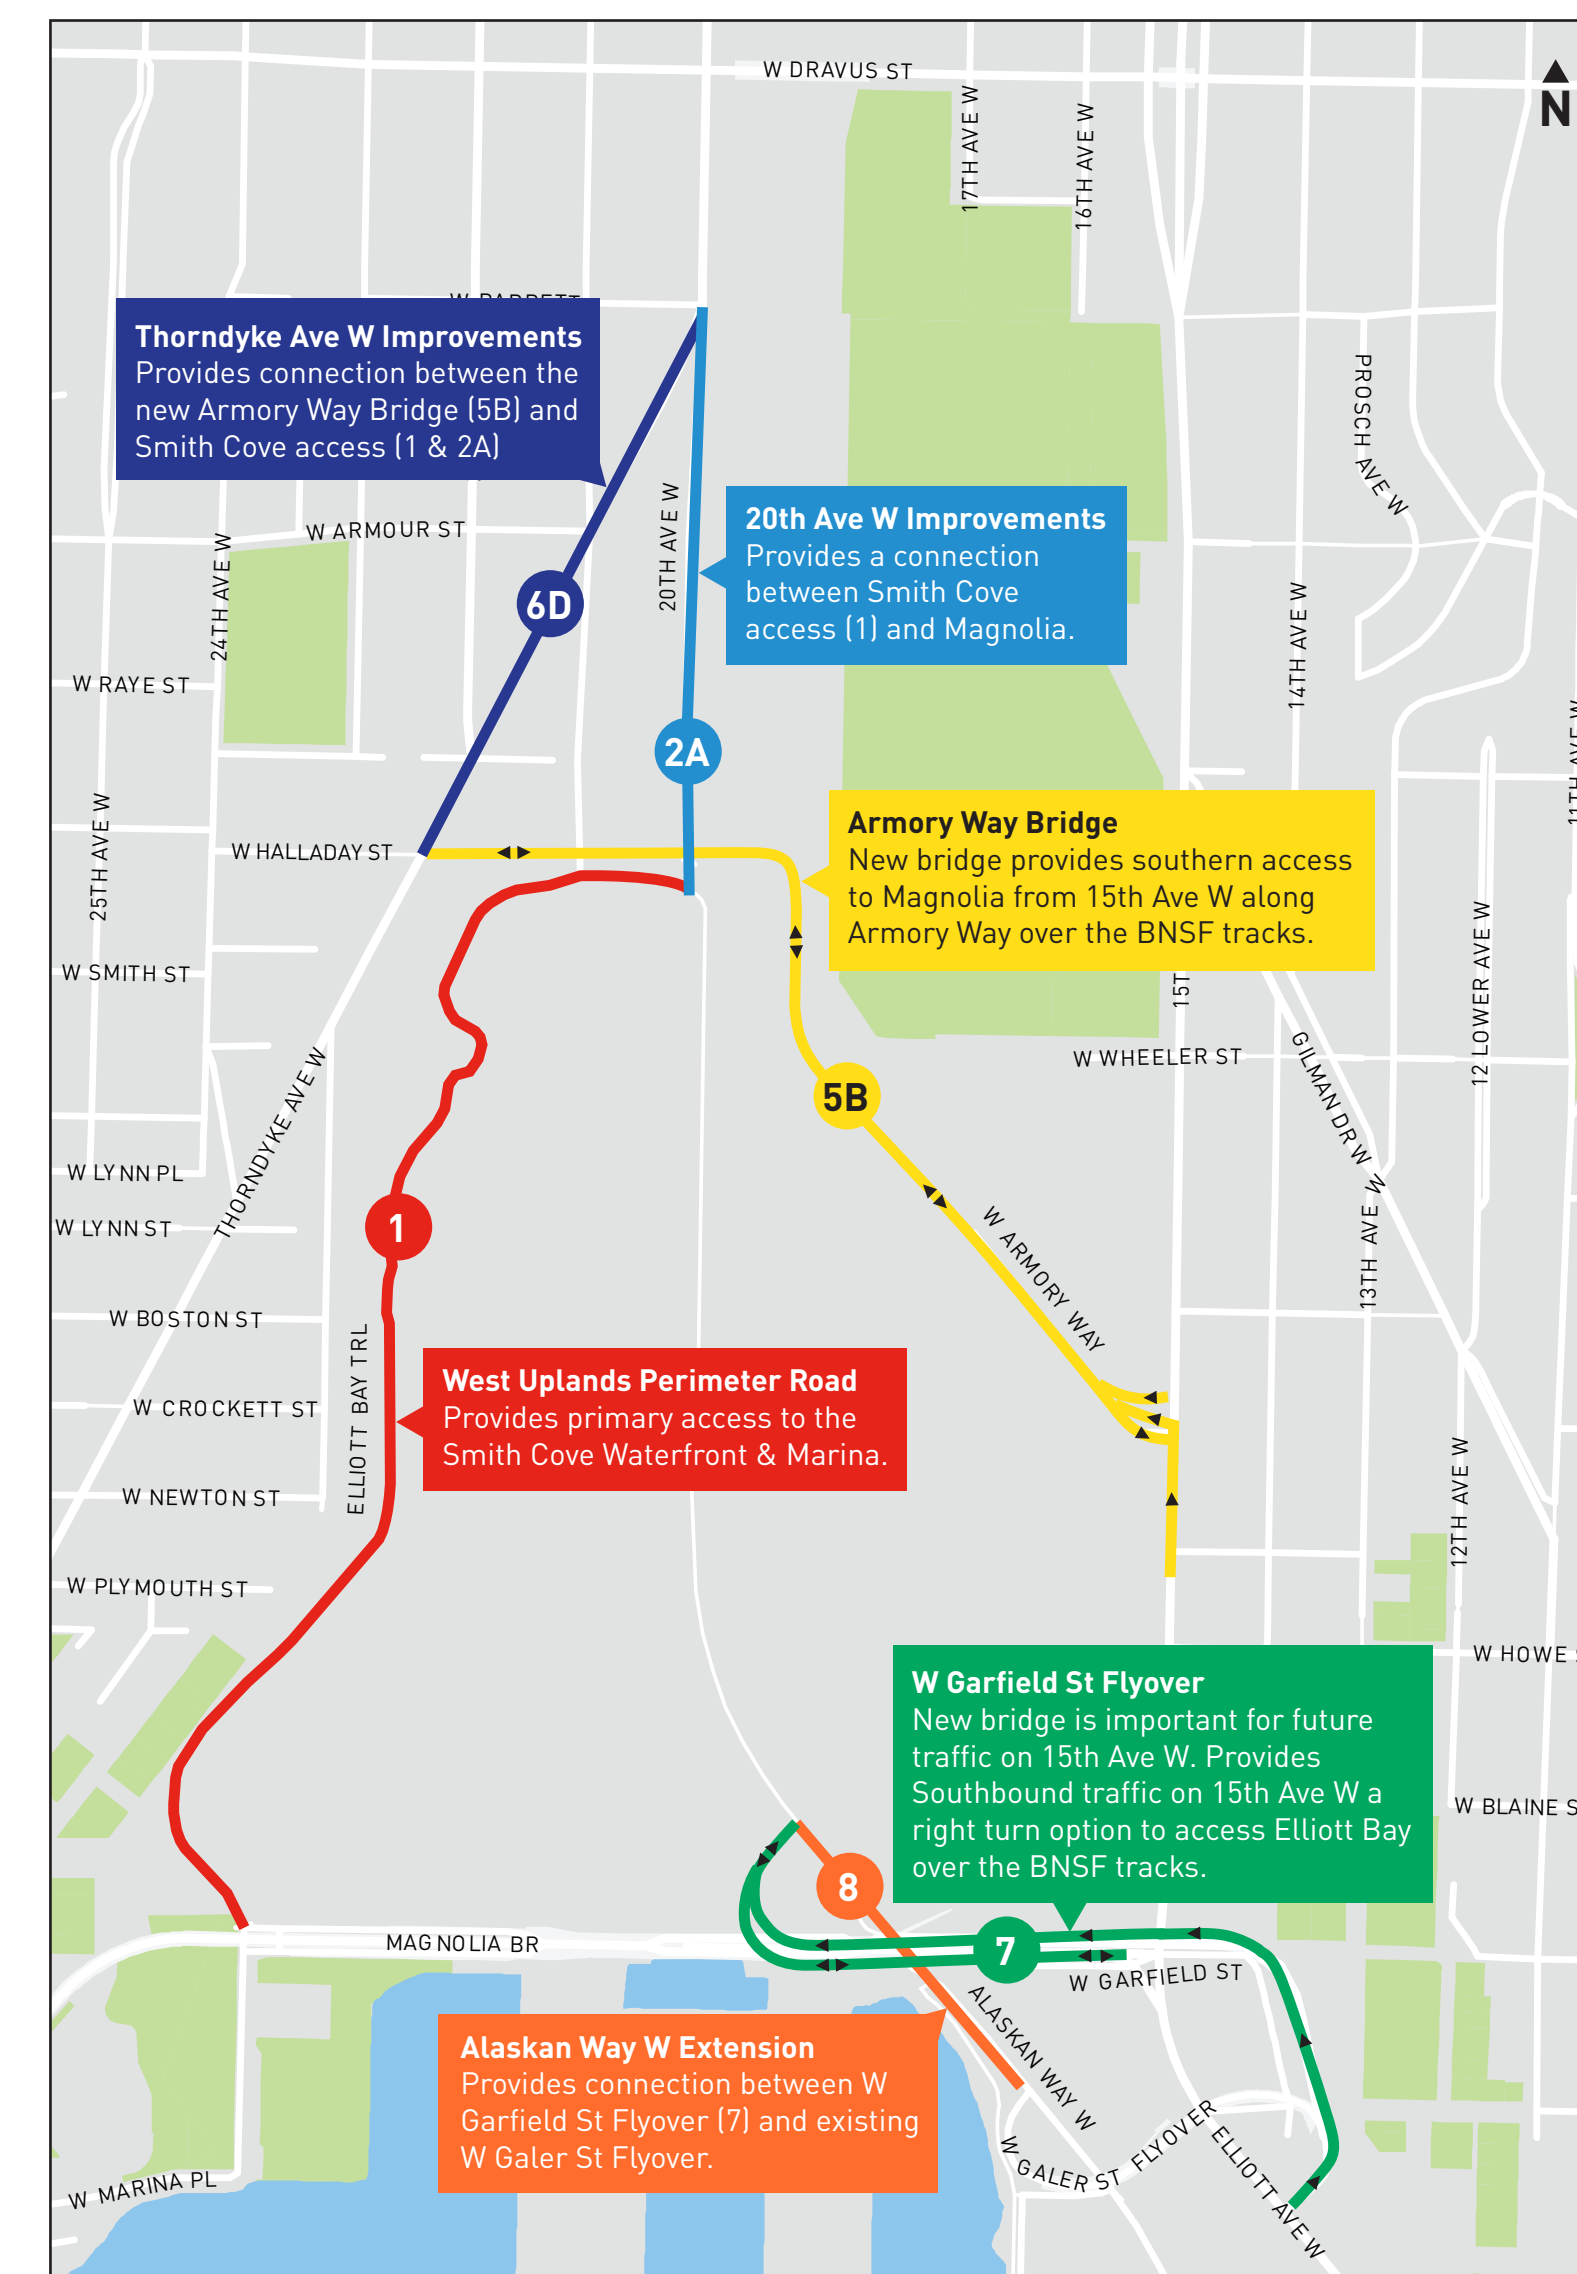 W DRAVUS ST
N
17TH AVE W
16TH AVE W
Thorndyke Ave W Improvements
Provides connection between the
new Armory Way Bridge (5B) and
Smith Cove access (1 & 2A)
PROSCH AVE W
20th Ave W Improvements
Provides a connection
between Smith Cove
access (1) and Magnolia.
W ARMOUR ST
24TH AVE W
20TH AVE W
6D
14TH AVE W
W RAYE ST
2A
11TH AVE W
Armory Way Bridge
New bridge provides southern access
to Magnolia from 15th Ave W along
Armory Way over the BNSF tracks.
W HALLADAY ST
25TH AVE W
12 LOWER AVE W
W SMITH ST
15T
W WHEELER ST
GILMAN DR W
5B
THORNDYKE AVE W
W LYNN PL
W LYNN ST
1
13TH AVE W
W ARMORY WAY
W BOSTON ST
ELLIOTT BAY TRL
West Uplands Perimeter Road
Provides primary access to the
Smith Cove Waterfront & Marina.
W CROCKETT ST
W NEWTON ST
12TH AVE W
W PLYMOUTH ST
W HOWE
W Garfield St Flyover
New bridge is important for future
traffic on 15th Ave W. Provides
Southbound traffic on 15th Ave W a
right turn option to access Elliott Bay
over the BNSF tracks.
W BLAINE S
8
MAGNOLIA BR
7
W GARFIELD ST
ALASKAN WAY W
Alaskan Way W Extension
Provides connection between W
Garfield St Flyover (7) and existing
W Galer St Flyover.
W GALER ST FLYOVER
ELLIOTT AVE W
W MARINA PL